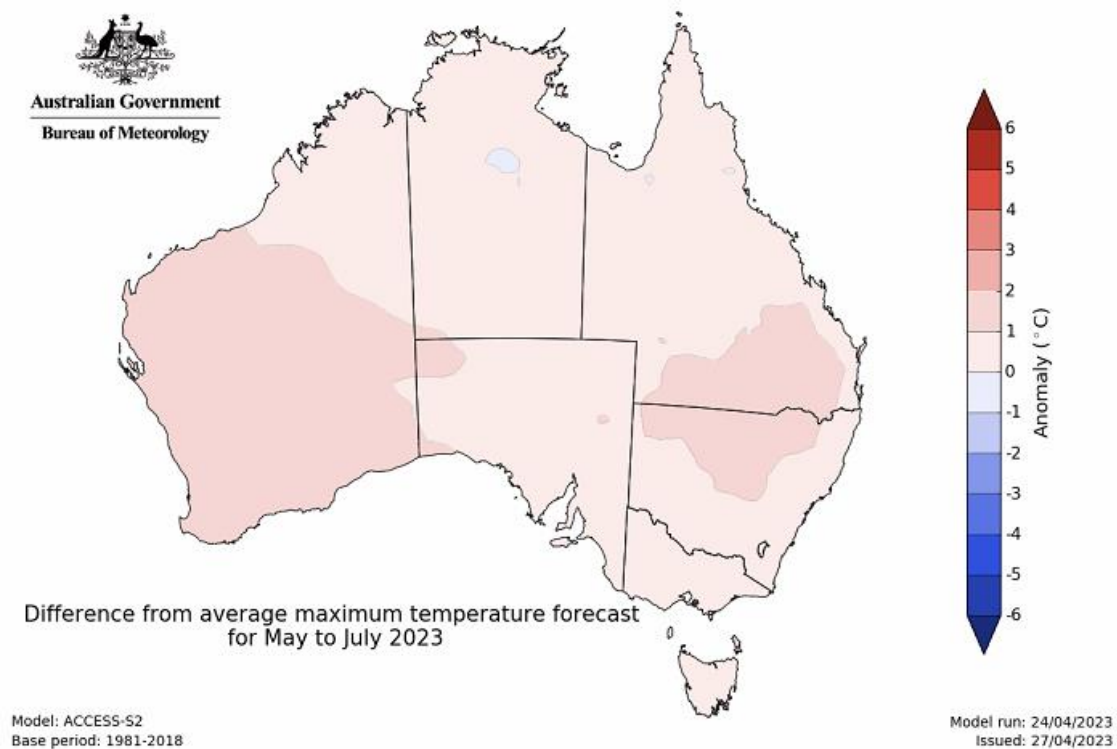 Australian Government
Bureau of Meteorology
6
5
4
3
2
1
0
-1
-2
-3
-4
-5
-6
Anomaly (°C)
Difference from average maximum temperature forecast
for May to July 2023
Model: ACCESS-S2
Base period: 1981-2018
Model run: 24/04/2023
Issued: 27/04/2023